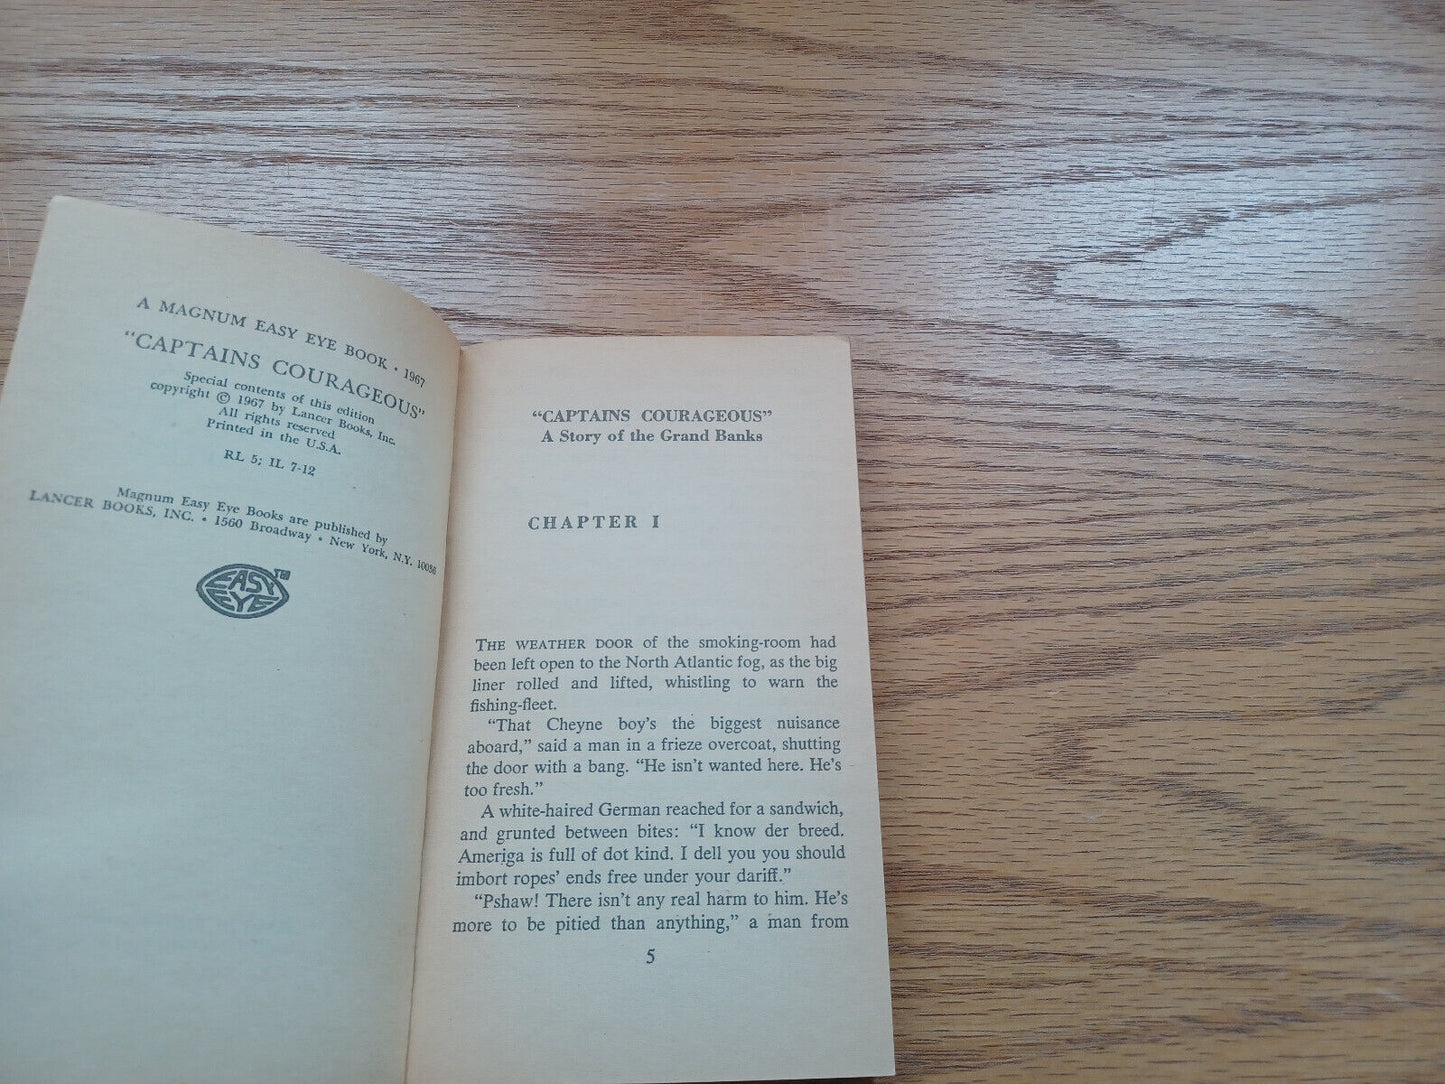 A MAGNUM EASY EYE BOOK • 1967
"CAPTAINS COURAGEOUS"
Special contents of this edition
copyright © 1967 by Lancer Books, Inc.
All rights reserved
Printed in the U.S.A.
RL 5; IL 7-12
Magnum Easy Eye Books are published by
LANCER BOOKS, INC. • 1560 Broadway • New York, N.Y. 10036
EASY EYE TM
"CAPTAINS COURAGEOUS"
A Story of the Grand Banks
CHAPTER I
THE WEATHER DOOR of the smoking-room had
been left open to the North Atlantic fog, as the big
liner rolled and lifted, whistling to warn the
fishing-fleet.
"That Cheyne boy's the biggest nuisance
aboard," said a man in a frieze overcoat, shutting
the door with a bang. "He isn't wanted here. He's
too fresh."
A white-haired German reached for a sandwich,
and grunted between bites: "I know der breed.
Ameriga is full of dot kind. I dell you you should
imbort ropes' ends free under your dariff."
"Pshaw! There isn't any real harm to him. He's
more to be pitied than anything," a man from
5